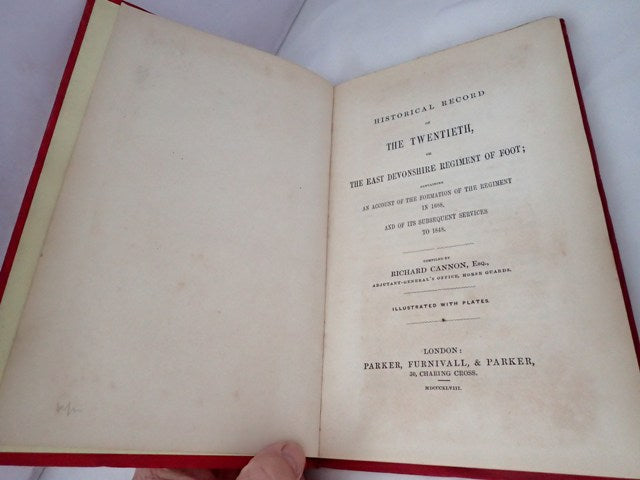 HISTORICAL RECORD
OF
THE TWENTIETH,
OR
THE EAST DEVONSHIRE REGIMENT OF FOOT;
CONTAINING
AN ACCOUNT OF THE FORMATION OF THE REGIMENT
IN 1688,
AND OF ITS SUBSEQUENT SERVICES
TO 1848.
COMPILED BY
RICHARD CANNON, Esq.,
ADJUTANT-GENERAL'S OFFICE, HORSE GUARDS.
ILLUSTRATED WITH PLATES.
LONDON:
PARKER, FURNIVALL, & PARKER,
30, CHARING CROSS.
MDCCCXLVIII.